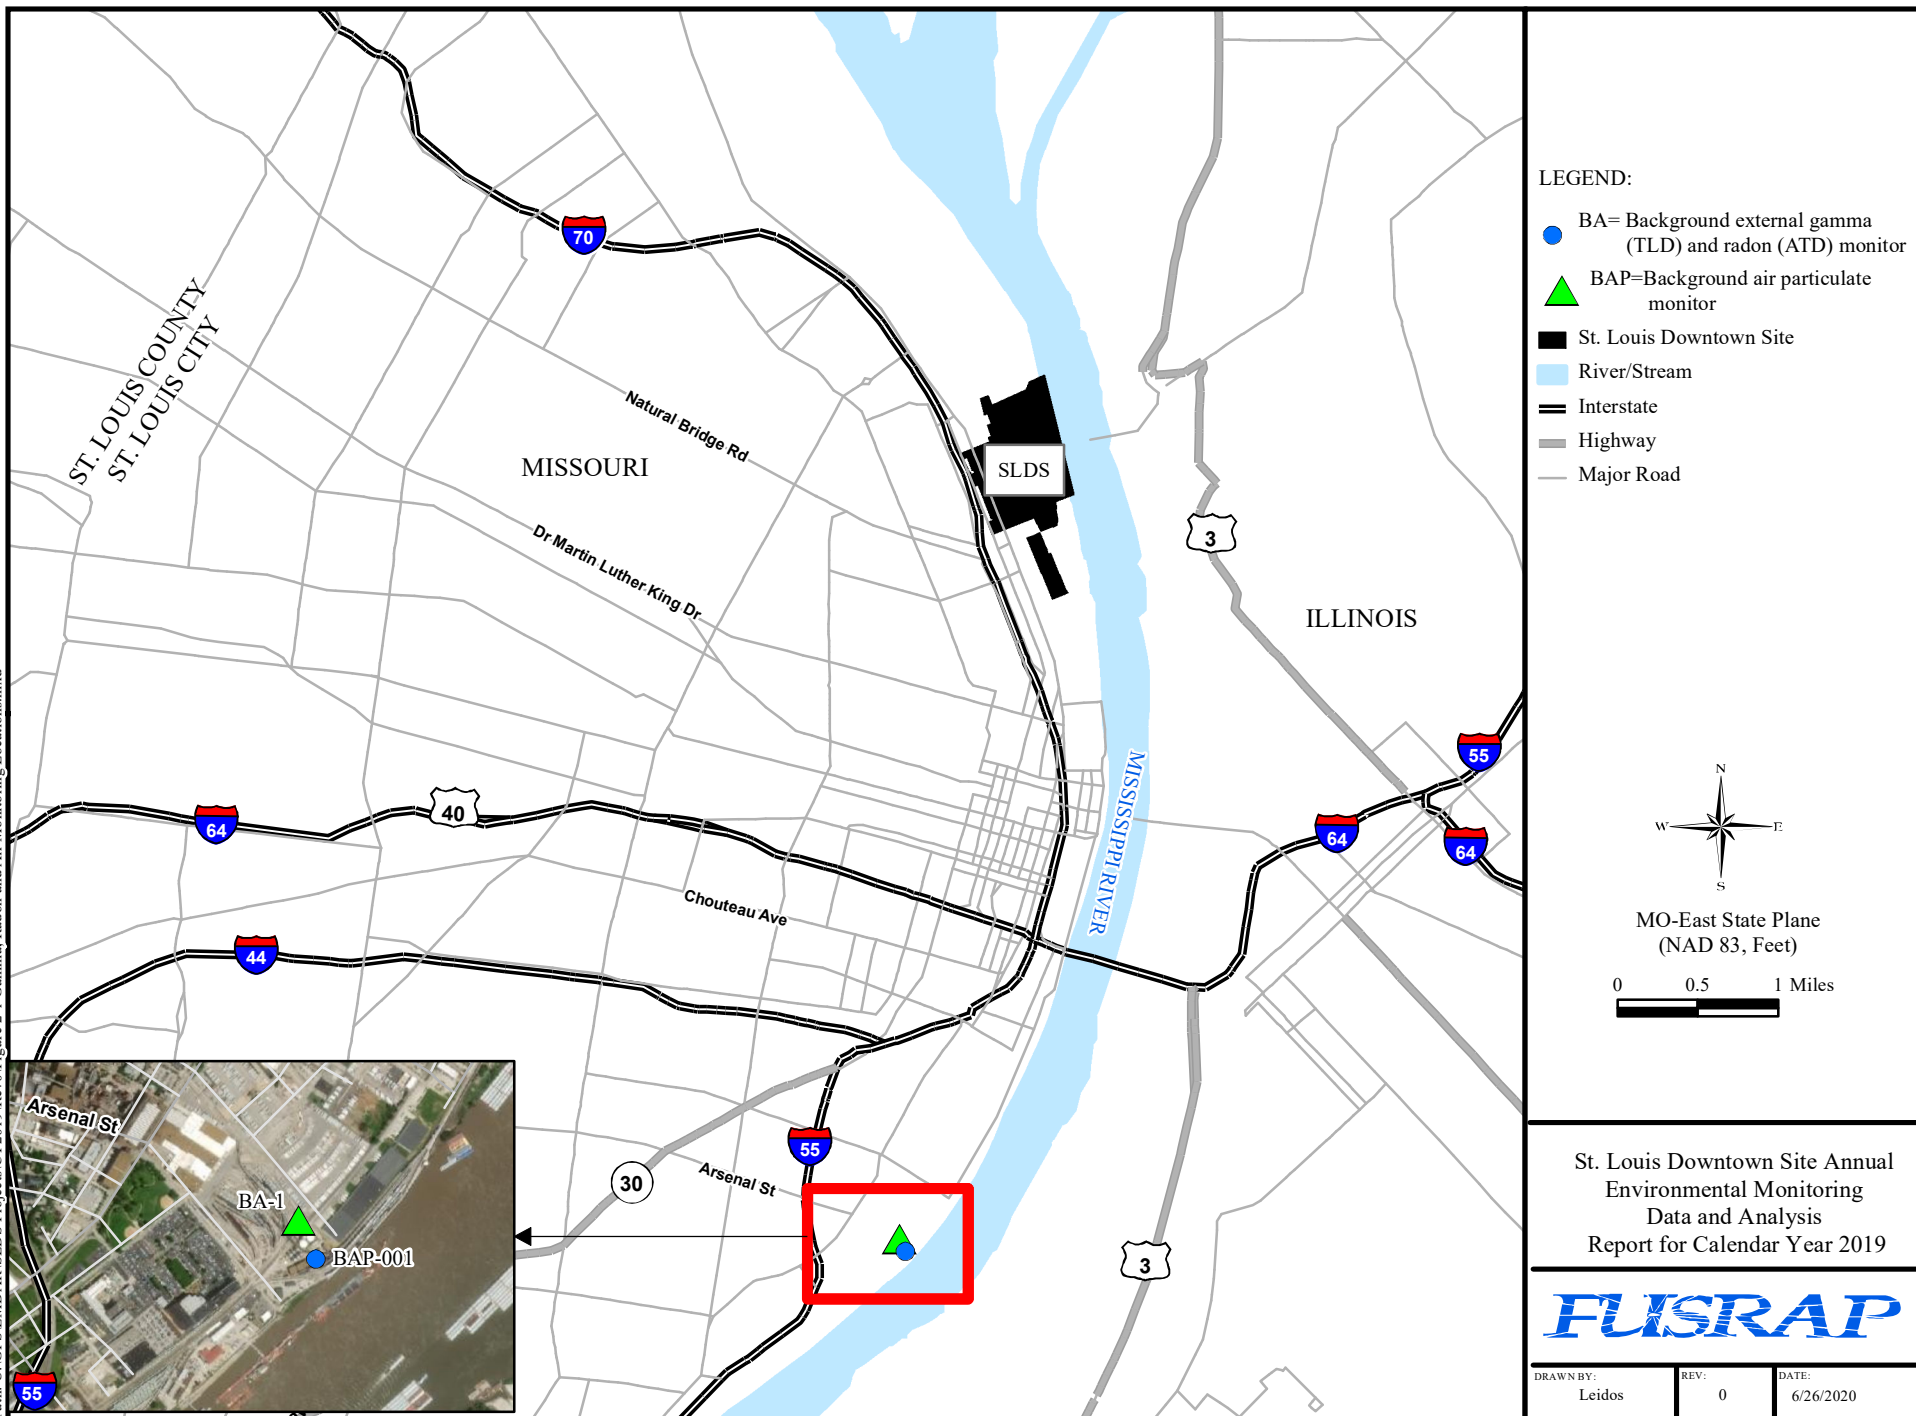 70
ST. LOUIS COUNTY
ST. LOUIS CITY
Natural Bridge Rd
MISSOURI
SLDS
Dr Martin Luther King Dr
3
ILLINOIS
MISSISSIPPI RIVER
55
64
40
64
64
Chouteau Ave
44
55
30
Arsenal St
3
Arsenal St
BA-1
BAP-001
55
LEGEND:
BA= Background external gamma
(TLD) and radon (ATD) monitor
BAP=Background air particulate
monitor
St. Louis Downtown Site
River/Stream
Interstate
Highway
Major Road
N
W E
S
MO-East State Plane
(NAD 83, Feet)
0 0.5 1 Miles
St. Louis Downtown Site Annual
Environmental Monitoring
Data and Analysis
Report for Calendar Year 2019
FUSRAP
DRAWN BY:
Leidos
REV:
0
DATE:
6/26/2020